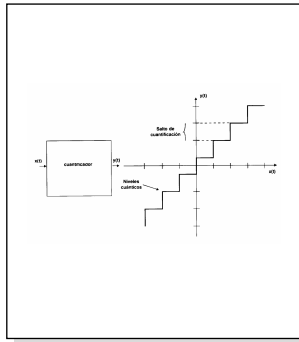 x(t)
cuantificador
y(t)
y(t)
Salto de
cuantificación
x(t)
Niveles
cuánticos